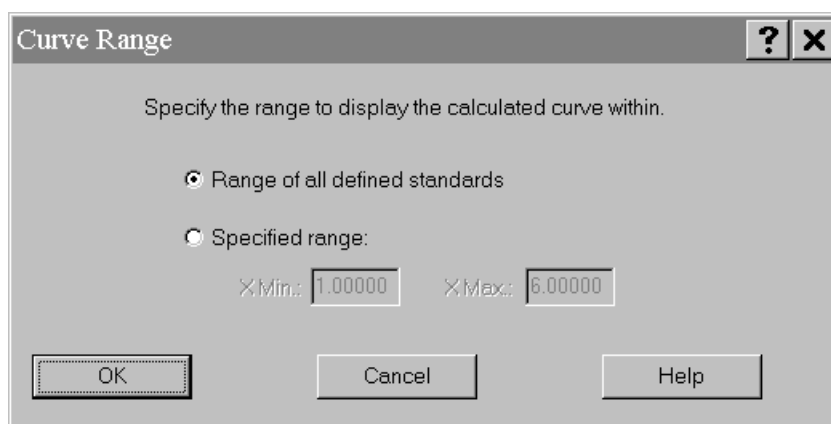 Curve Range
Specify the range to display the calculated curve within.
Range of all defined standards
Specified range:
X Min.: 1.00000 X Max.: 6.00000
OK Cancel Help